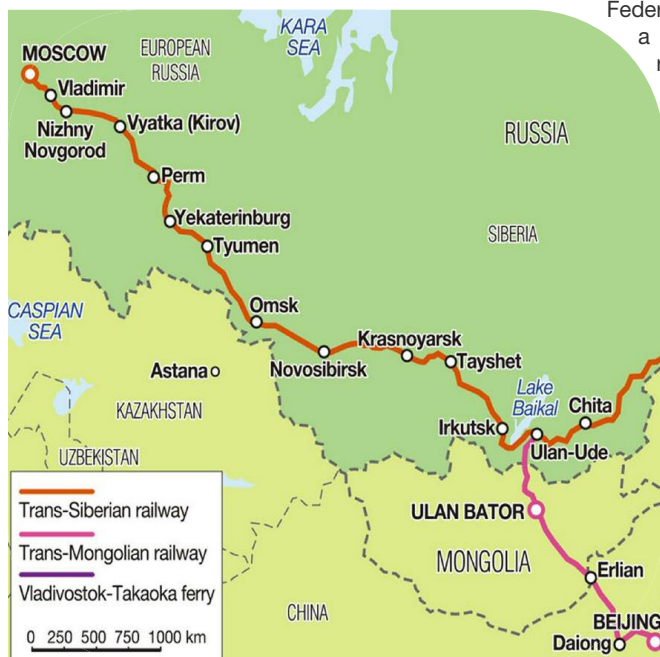 Feder
a
r
KARA
SEA
MOSCOW
EUROPEAN
RUSSIA
Vladimir
Nizhny
Novgorod
Vyatka (Kirov)
RUSSIA
Perm
Yekaterinburg
SIBERIA
Tyumen
CASPIAN
SEA
Omsk
Krasnoyarsk
Novosibirsk
Tayshet
Astana
Lake
Baikal
KAZAKHSTAN
Chita
Irkutsk
Ulan-Ude
UZBEKISTAN
Trans-Siberian railway
ULAN BATOR
Trans-Mongolian railway
MONGOLIA
Erlian
Vladivostok-Takaoka ferry
CHINA
BEIJING
Daiong
0 250 500 750 1000 km